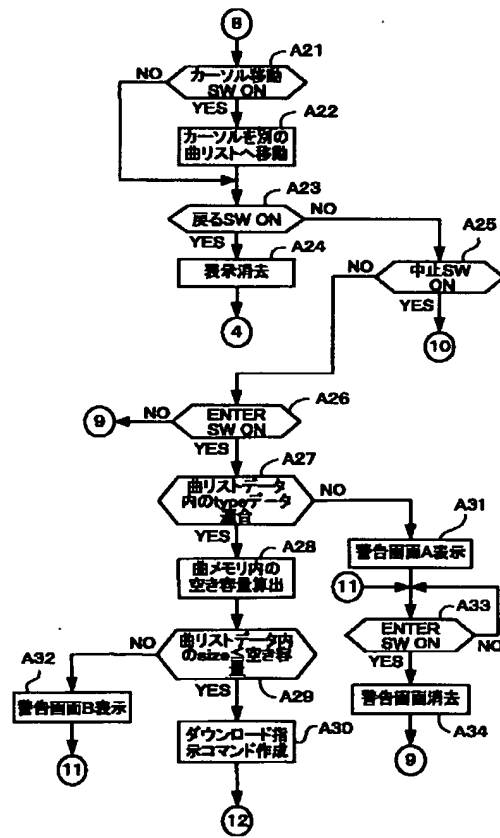 8
A21
カーソル移動
SW ON
NO
YES
A22
カーソルを別の
曲リストへ移動
A23
戻るSW ON
NO
YES
A24
表示消去
4
A25
中止SW
ON
NO
YES
10
A26
ENTER
SW ON
NO
9
YES
A27
曲リストデータ
内のtypeデータ
適合
NO
YES
A28
曲メモリ内の
空き容量算出
A31
警告画面A表示
11
A33
ENTER
SW ON
NO
YES
A34
警告画面消去
9
曲リストデータ内
のsize≦空き容
量
A29
NO
YES
A32
警告画面B表示
11
A30
ダウンロード指
示コマンド作成
12